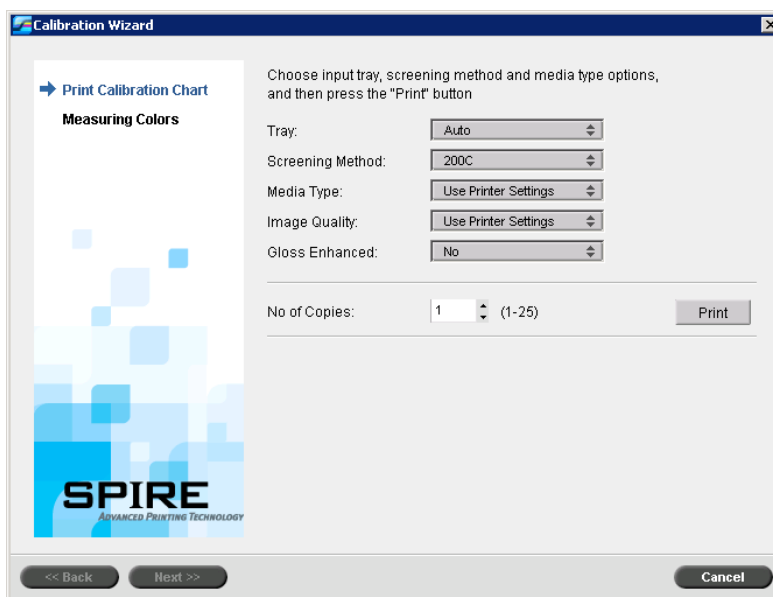 Calibration Wizard
Print Calibration Chart
Measuring Colors
Choose input tray, screening method and media type options,
and then press the "Print" button
Tray: Auto
Screening Method: 200C
Media Type: Use Printer Settings
Image Quality: Use Printer Settings
Gloss Enhanced: No
No of Copies: 1 (1-25) Print
SPIRE
ADVANCED PRINTING TECHNOLOGY
<< Back Next >> Cancel